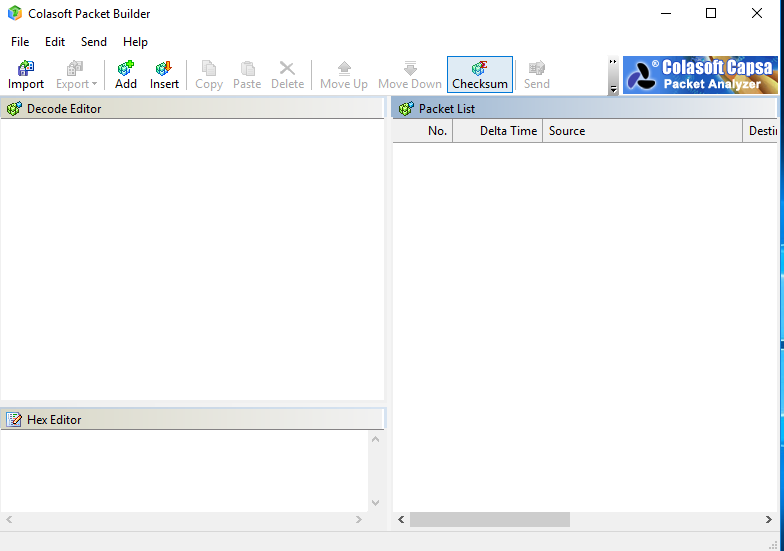 Colasoft Packet Builder
File Edit Send Help
Import Export Add Insert Copy Paste Delete Move Up Move Down Checksum Send
® Colasoft Capsa
Packet Analyzer
Decode Editor
Packet List
No. Delta Time Source Destin
Hex Editor